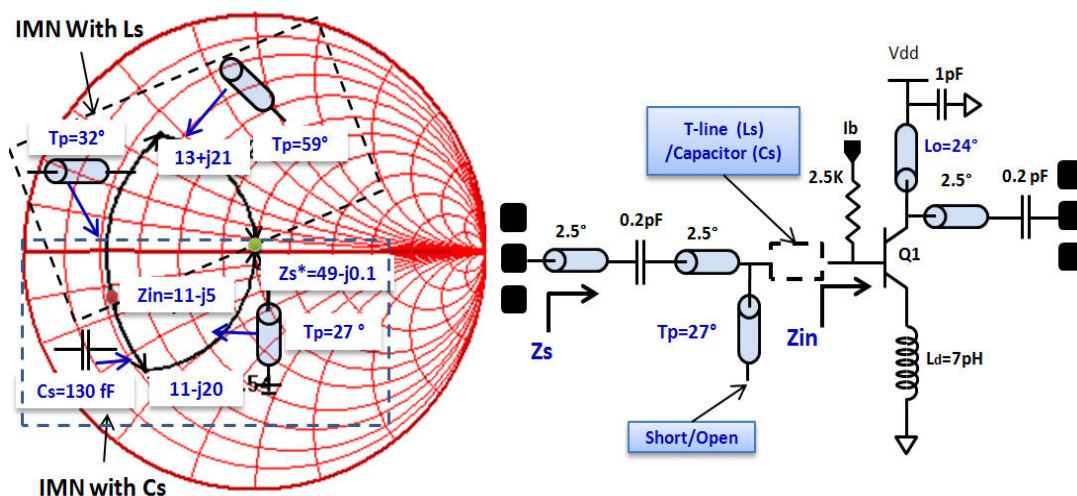 IMN With Ls
Tp=32°
13+j21
Tp=59°
Zs*=49-j0.1
Zin=11-j5
Tp=27 °
Cs=130 fF
11-j20
IMN with Cs
Vdd
1pF
T-line (Ls)
/Capacitor (Cs)
Ib
Lo=24°
2.5K
2.5°
0.2 pF
2.5°
0.2pF
2.5°
Q1
Zs
Tp=27°
Zin
Ld=7pH
Short/Open